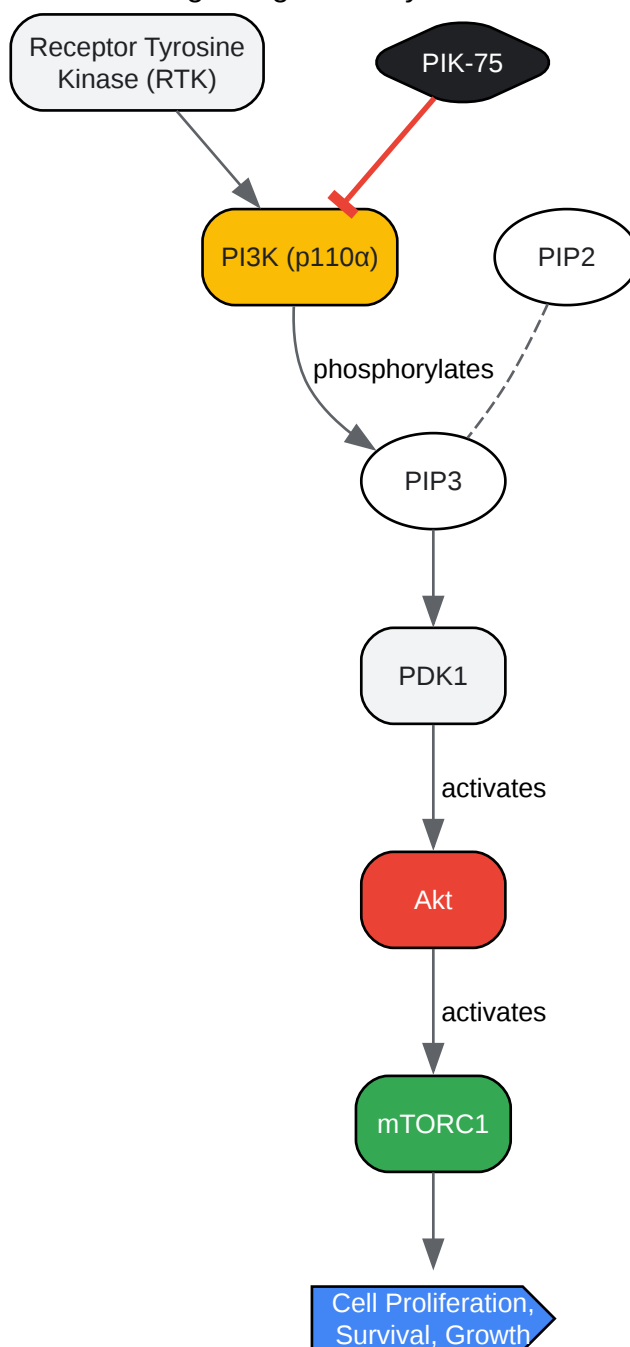 Receptor Tyrosine
Kinase (RTK)
PIK-75
PI3K (p110α)
PIP2
phosphorylates
PIP3
PDK1
activates
Akt
activates
mTORC1
Cell Proliferation,
Survival, Growth